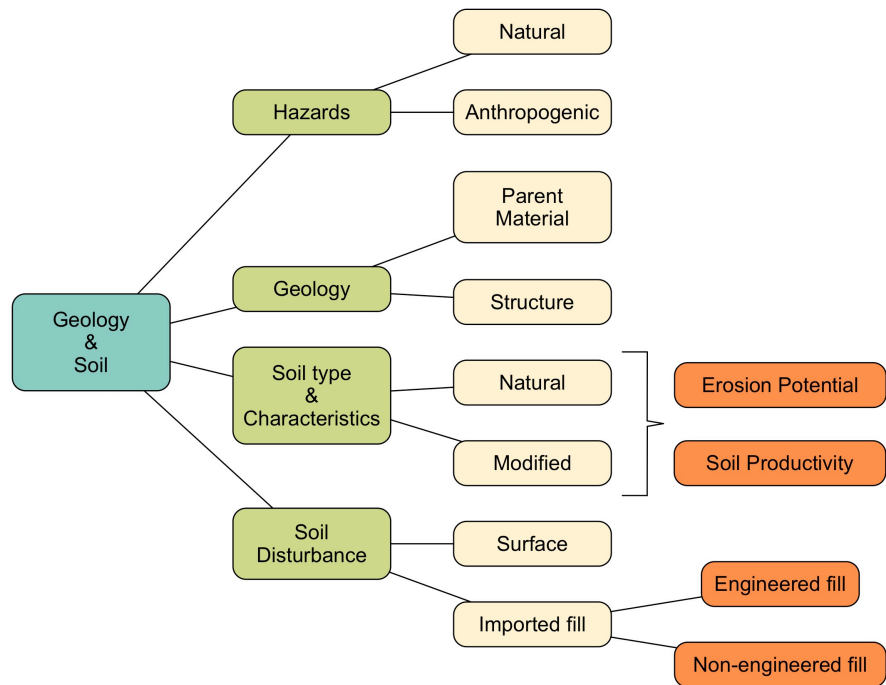 Natural
Hazards
Anthropogenic
Parent
Material
Geology
Structure
Geology
&
Soil
Soil type
&
Characteristics
Natural
Modified
Erosion Potential
Soil Productivity
Soil
Disturbance
Surface
Imported fill
Engineered fill
Non-engineered fill